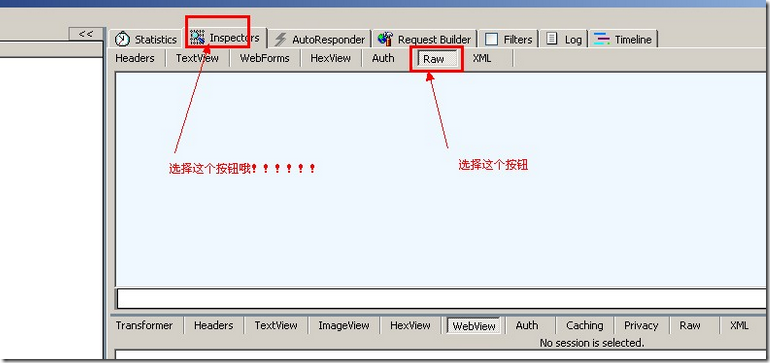 <<
Statistics Inspectors AutoResponder Request Builder Filters Log Timeline
Headers TextView WebForms HexView Auth Raw XML
选择这个按钮哦！！！！！！
选择这个按钮
Transformer Headers TextView ImageView HexView WebView Auth Caching Privacy Raw XML
No session is selected.